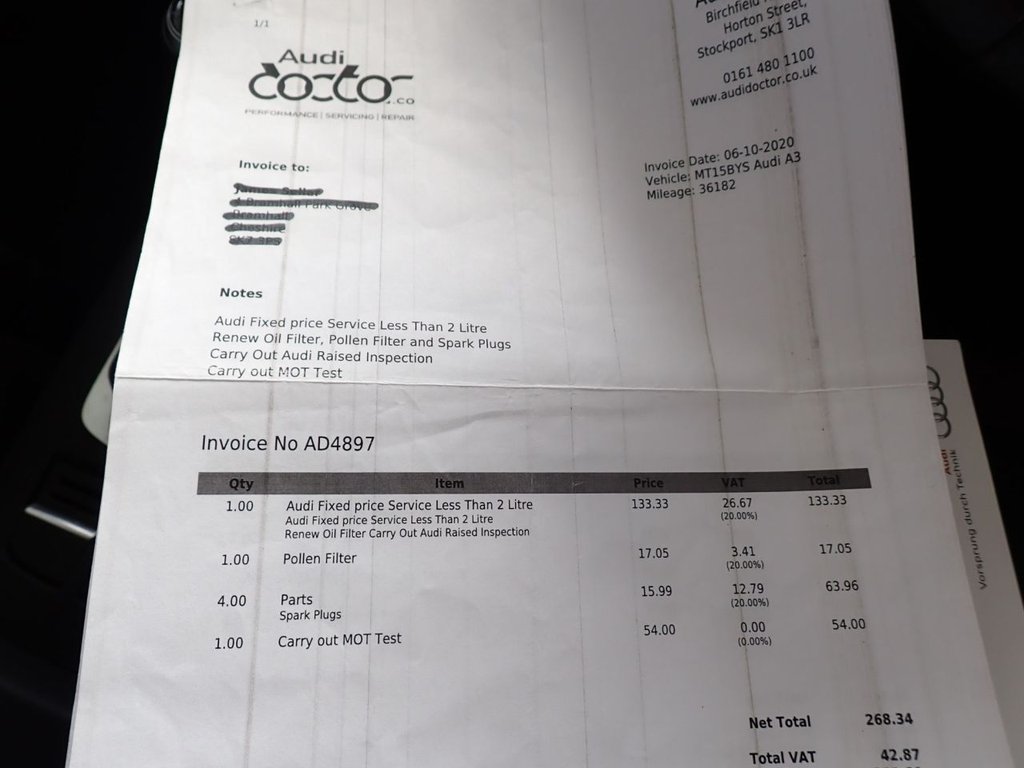 1/1
Audi
doctor.co
PERFORMANCE | SERVICING | REPAIR
Birchfield
Horton Street,
Stockport, SK1 3LR
0161 480 1100
www.audidoctor.co.uk
Invoice to:
Invoice Date: 06-10-2020
Vehicle: MT15BYS Audi A3
Mileage: 36182
Notes
Audi Fixed price Service Less Than 2 Litre
Renew Oil Filter, Pollen Filter and Spark Plugs
Carry Out Audi Raised Inspection
Carry out MOT Test
Invoice No AD4897
Qty Item Price VAT Total
1.00 Audi Fixed price Service Less Than 2 Litre 133.33 26.67 133.33
Audi Fixed price Service Less Than 2 Litre (20.00%)
Renew Oil Filter Carry Out Audi Raised Inspection
1.00 Pollen Filter 17.05 3.41 17.05
(20.00%)
4.00 Parts 15.99 12.79 63.96
Spark Plugs (20.00%)
1.00 Carry out MOT Test 54.00 0.00 54.00
(0.00%)
Net Total 268.34
Total VAT 42.87
Audi
Vorsprung durch Technik